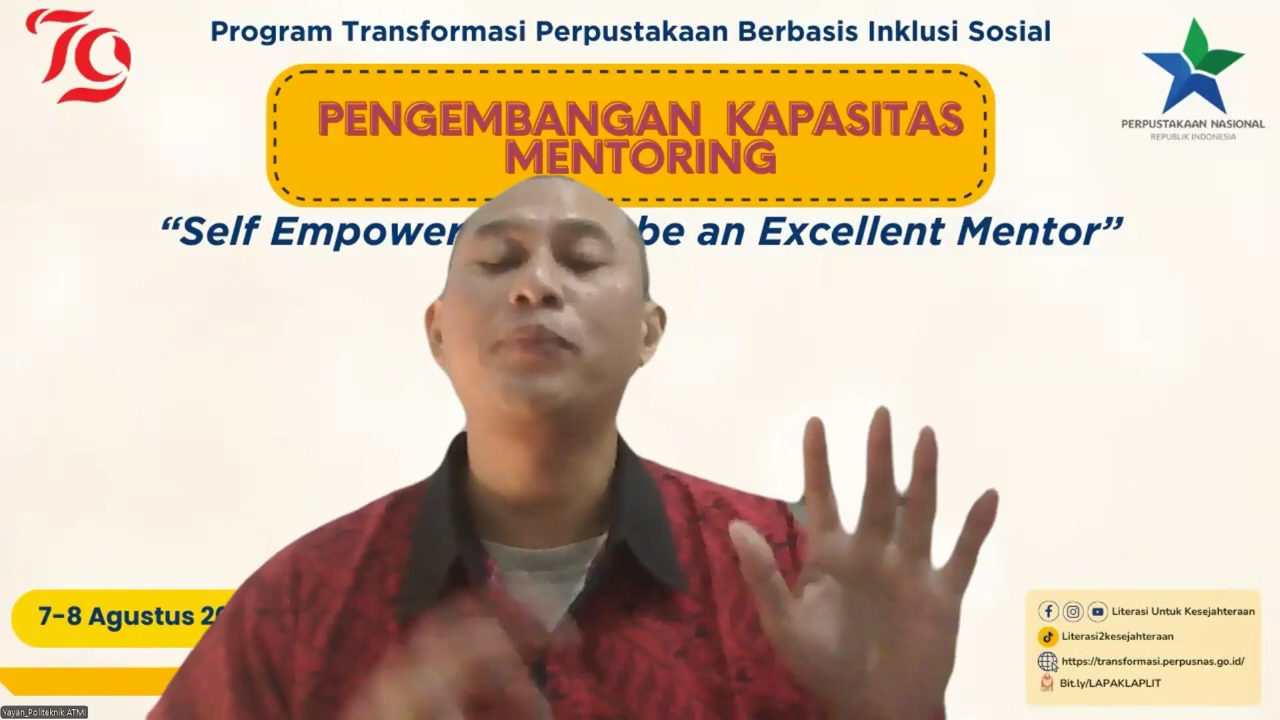 79
Program Transformasi Perpustakaan Berbasis Inklusi Sosial
PERPUSTAKAAN NASIONAL
REPUBLIK INDONESIA
PENGEMBANGAN KAPASITAS
MENTORING
“Self Empower be an Excellent Mentor”
7-8 Agustus 20
Literasi Untuk Kesejahteraan
Literasi2kesejahteraan
https://transformasi.perpusnas.go.id/
Bit.ly/LAPAKLAPLIT
Yayan_Politeknik ATMI